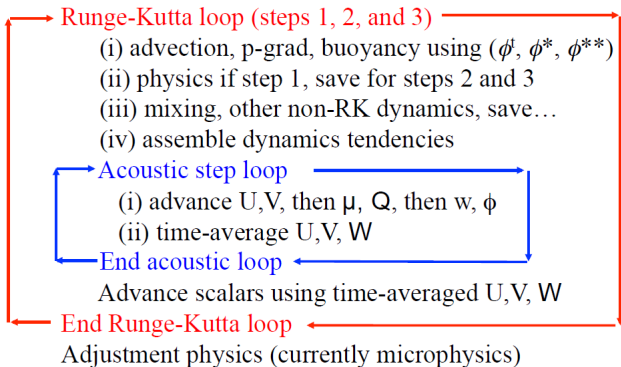 Runge-Kutta loop (steps 1, 2, and 3)
(i) advection, p-grad, buoyancy using (ϕᵗ, ϕ*, ϕ**)
(ii) physics if step 1, save for steps 2 and 3
(iii) mixing, other non-RK dynamics, save…
(iv) assemble dynamics tendencies
Acoustic step loop
(i) advance U,V, then µ, Q, then w, ϕ
(ii) time-average U,V, W
End acoustic loop
Advance scalars using time-averaged U,V, W
End Runge-Kutta loop
Adjustment physics (currently microphysics)